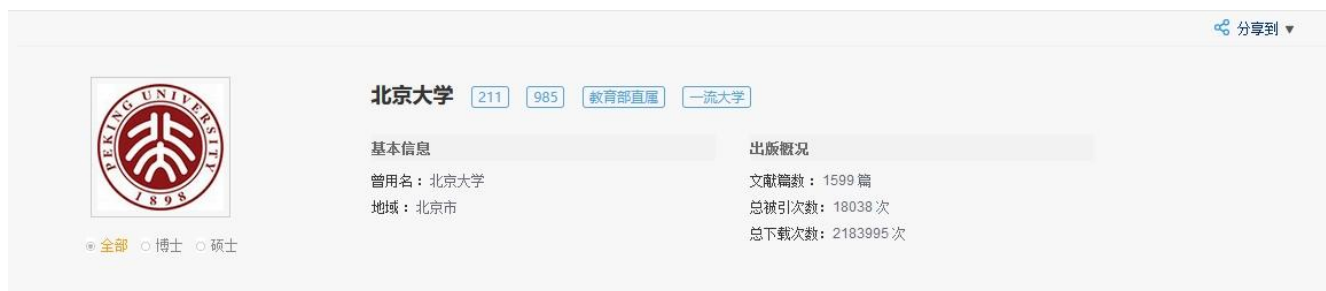 分享到 ▼
PEKING UNIVERSITY
1898
全部 博士 硕士
北京大学 211 985 教育部直属 一流大学
基本信息
曾用名：北京大学
地域：北京市
出版概况
文献篇数：1599 篇
总被引次数：18038 次
总下载次数：2183995 次